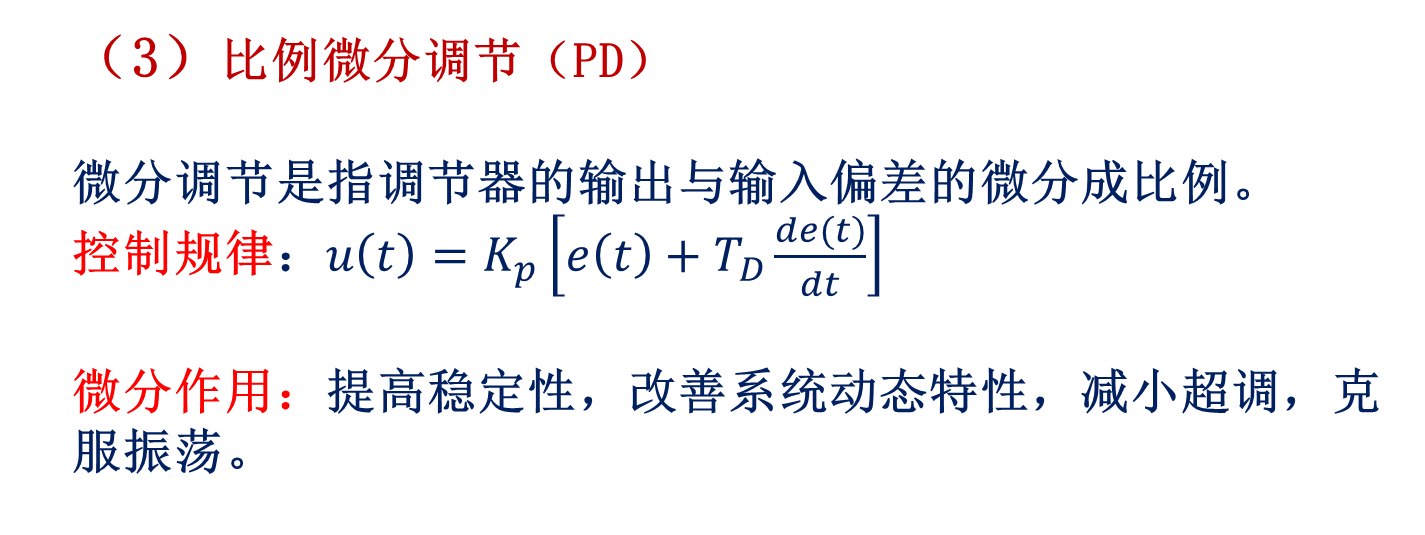 （3）比例微分调节（PD）
微分调节是指调节器的输出与输入偏差的微分成比例。
控制规律：$u(t) = K_p \left[ e(t) + T_D \frac{de(t)}{dt} \right]$
微分作用：提高稳定性，改善系统动态特性，减小超调，克
服振荡。